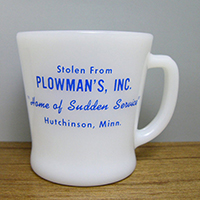 Stolen From
PLOWMAN'S, INC.
"Home of Sudden Service"
Hutchinson, Minn.